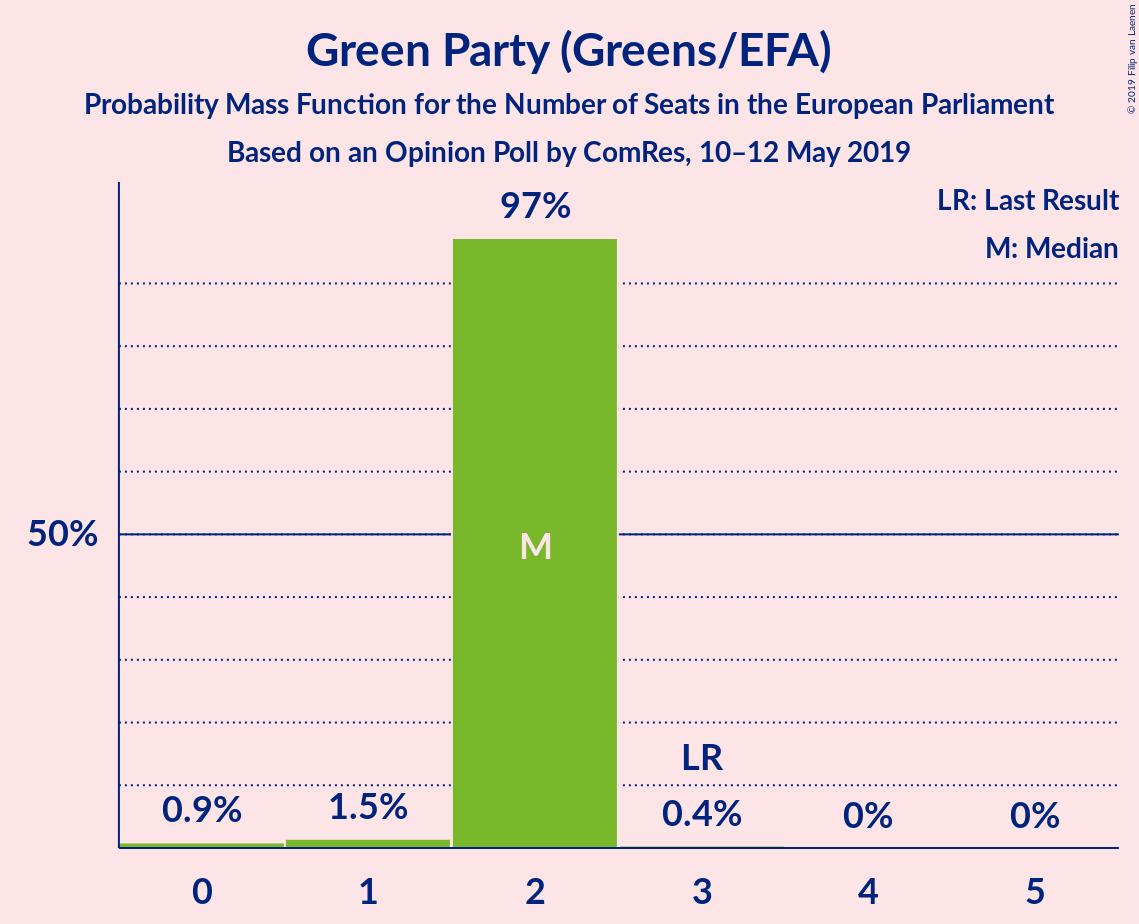 Green Party (Greens/EFA)
Probability Mass Function for the Number of Seats in the European Parliament
Based on an Opinion Poll by ComRes, 10–12 May 2019
© 2019 Filip van Laenen
LR: Last Result
M: Median
97%
50%
M
LR
0.9%
1.5%
0.4%
0%
0%
0
1
2
3
4
5